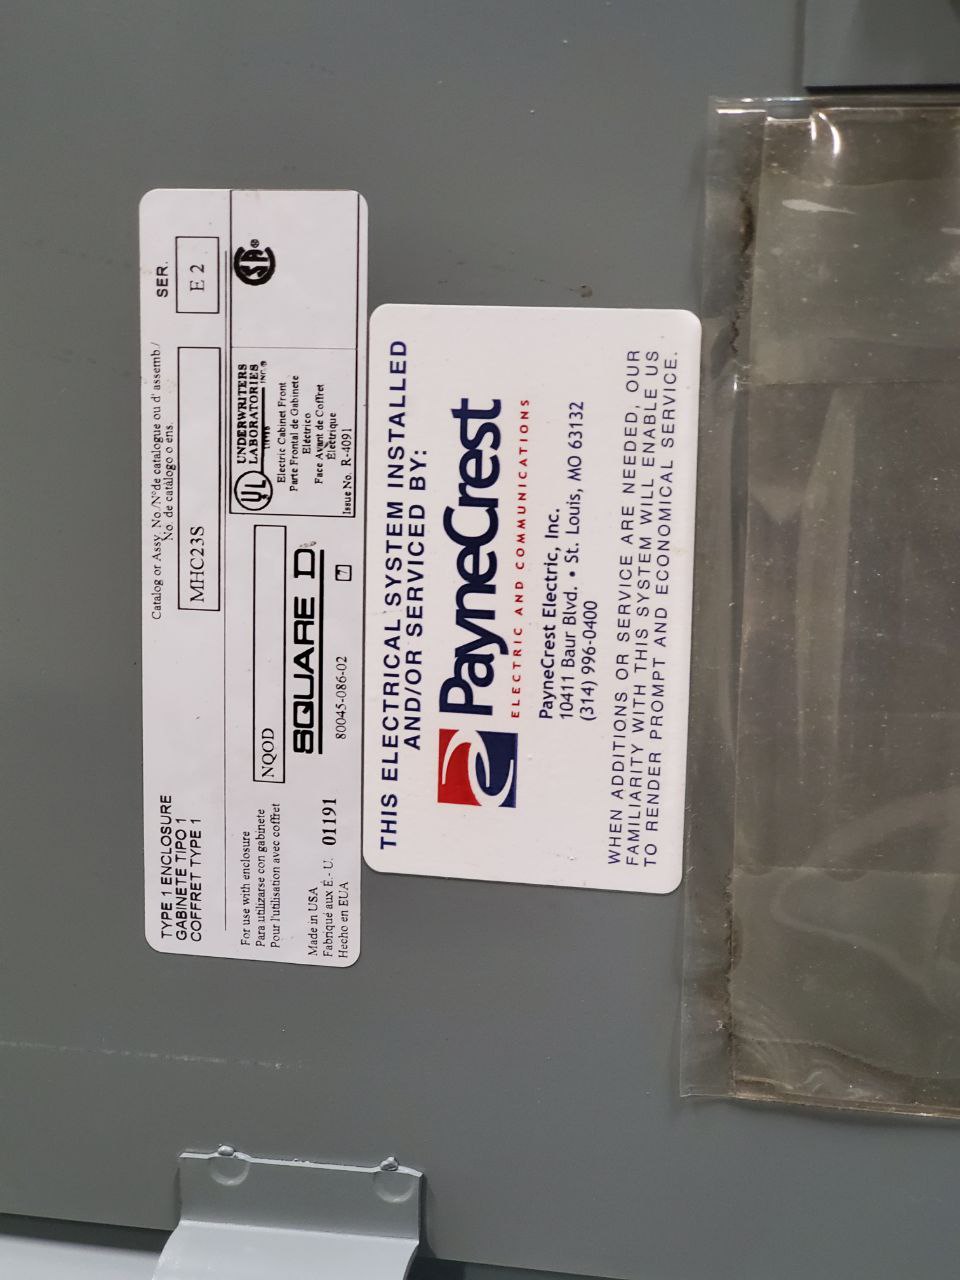 TYPE 1 ENCLOSURE
GABINETE TIPO 1
COFFRET TYPE 1
Catalog or Assy. No./N° de catalogue ou d' assemb./
No. de catálogo o ens.
MHC23S
SER.
E 2
For use with enclosure
Para utilizarse con gabinete
Pour l'utilisation avec coffret
NQOD
Made in USA
Fabriqué aux É.- U.
Hecho en EUA
01191
SQUARE D
80045-086-02
UL
UNDERWRITERS
LABORATORIES
INC.®
LISTED
Electric Cabinet Front
Parte Frontal de Gabinete
Eléctrico
Face Avant de Coffret
Électrique
Issue No. R-4091
SA®
THIS ELECTRICAL SYSTEM INSTALLED
AND/OR SERVICED BY:
PayneCrest
ELECTRIC AND COMMUNICATIONS
PayneCrest Electric, Inc.
10411 Baur Blvd. • St. Louis, MO 63132
(314) 996-0400
WHEN ADDITIONS OR SERVICE ARE NEEDED, OUR
FAMILIARITY WITH THIS SYSTEM WILL ENABLE US
TO RENDER PROMPT AND ECONOMICAL SERVICE.